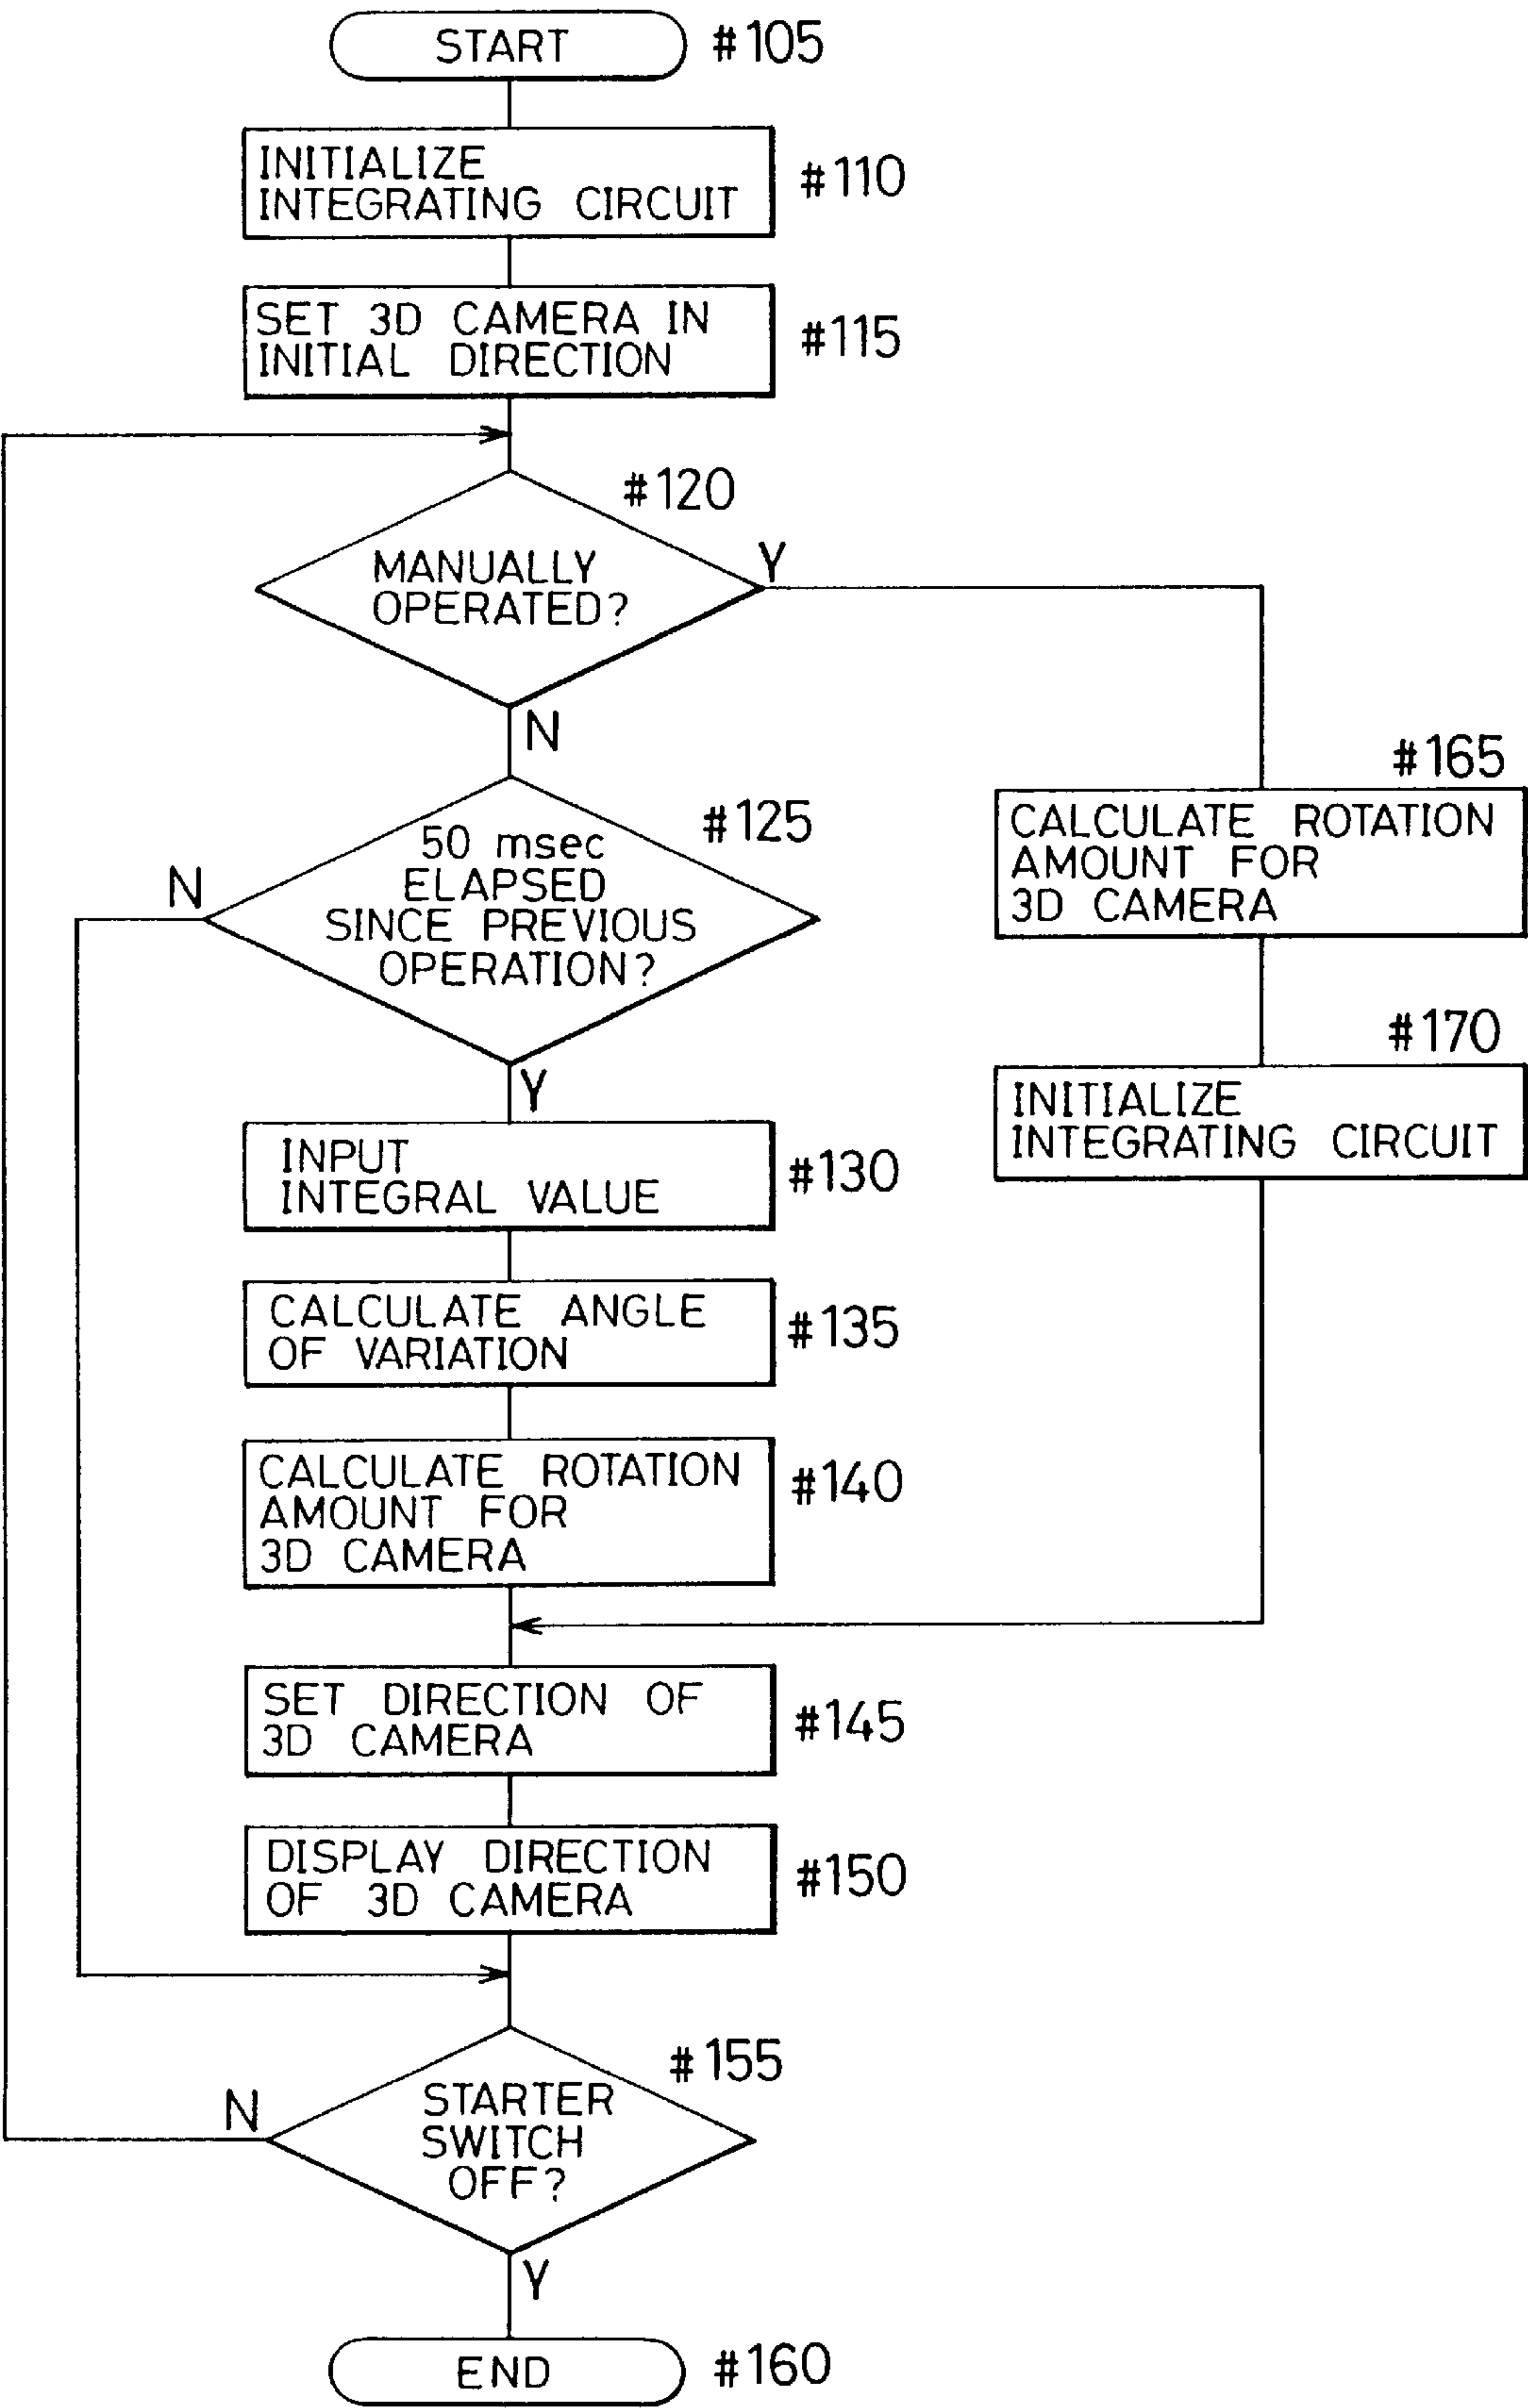 START #105
INITIALIZE
INTEGRATING CIRCUIT
#110
SET 3D CAMERA IN
INITIAL DIRECTION
#115
#120
MANUALLY
OPERATED?
Y
N
#125
50 msec
ELAPSED
SINCE PREVIOUS
OPERATION?
N
Y
#165
CALCULATE ROTATION
AMOUNT FOR
3D CAMERA
#170
INITIALIZE
INTEGRATING CIRCUIT
INPUT
INTEGRAL VALUE
#130
CALCULATE ANGLE
OF VARIATION
#135
CALCULATE ROTATION
AMOUNT FOR
3D CAMERA
#140
SET DIRECTION OF
3D CAMERA
#145
DISPLAY DIRECTION
OF 3D CAMERA
#150
#155
STARTER
SWITCH
OFF?
N
Y
END #160